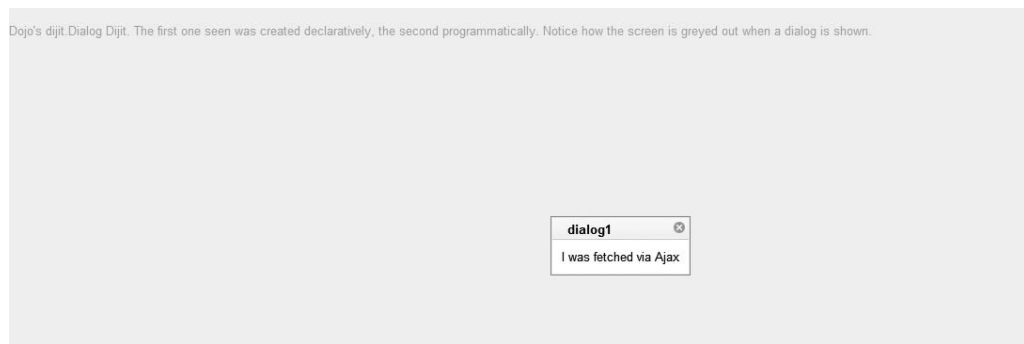 Dojo's dijit.Dialog Dijit. The first one seen was created declaratively, the second programmatically. Notice how the screen is greyed out when a dialog is shown.
dialog1
I was fetched via Ajax